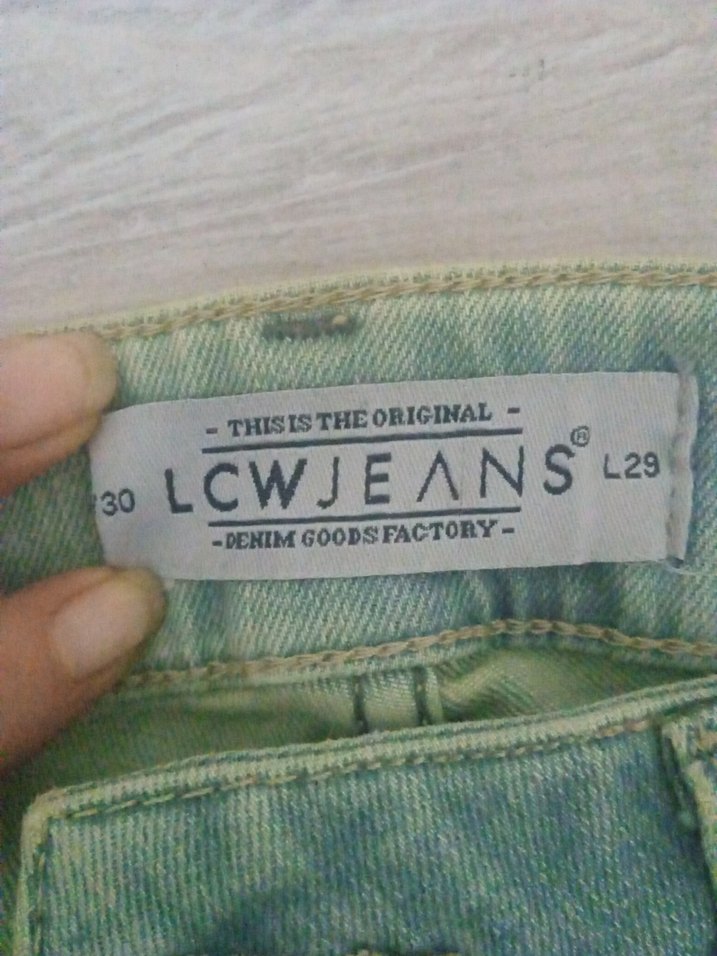 - THIS IS THE ORIGINAL -
30 LCWJEANS® L29
-DENIM GOODS FACTORY-